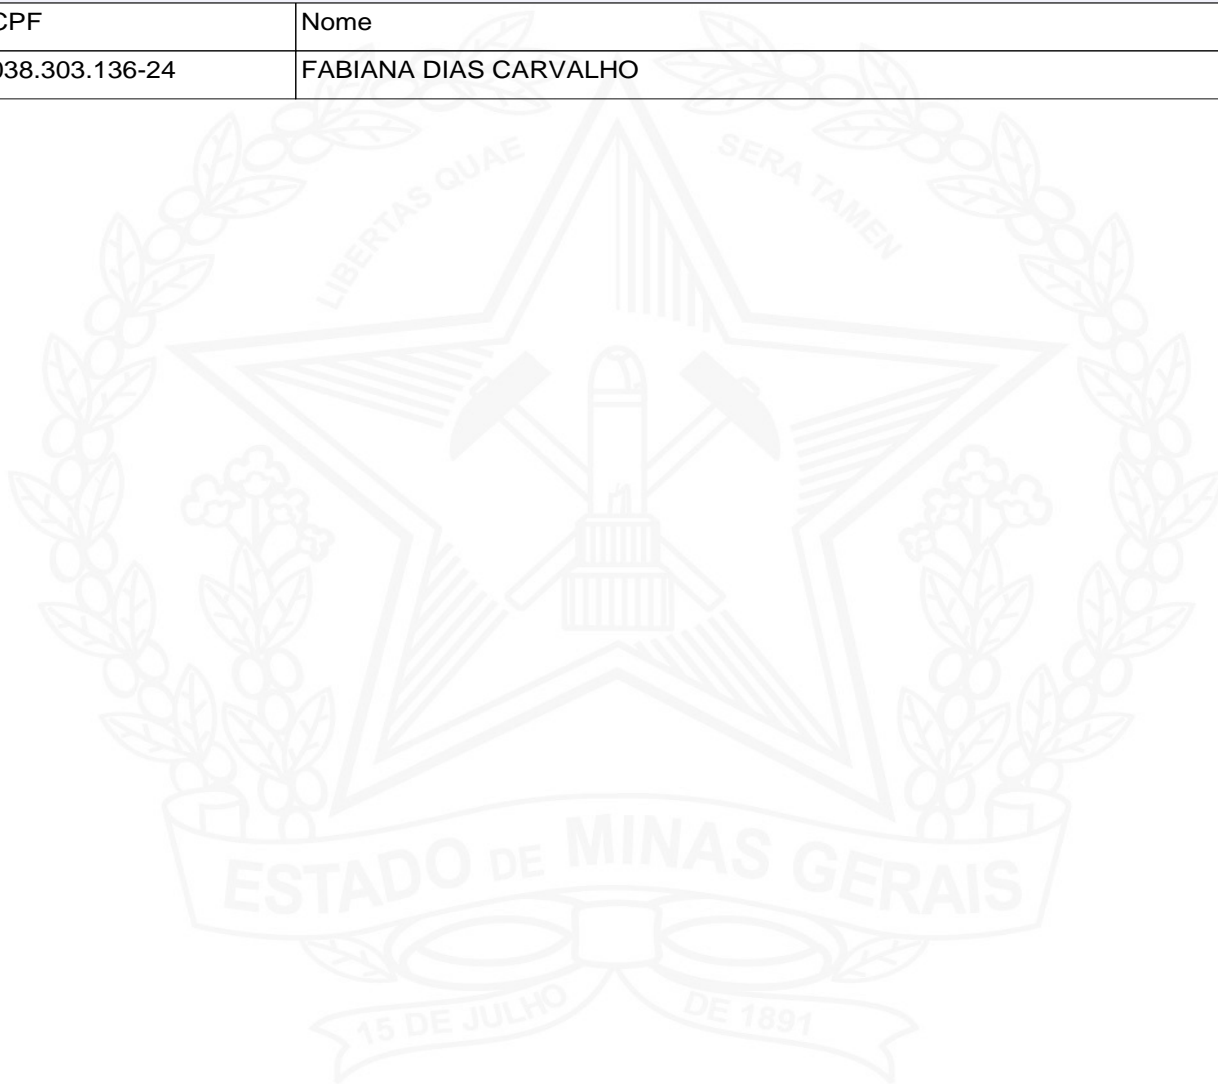 CPF Nome
038.303.136-24 FABIANA DIAS CARVALHO
LIBERTAS QUAE SERA TAMEN
ESTADO DE MINAS GERAIS
15 DE JULHO DE 1891